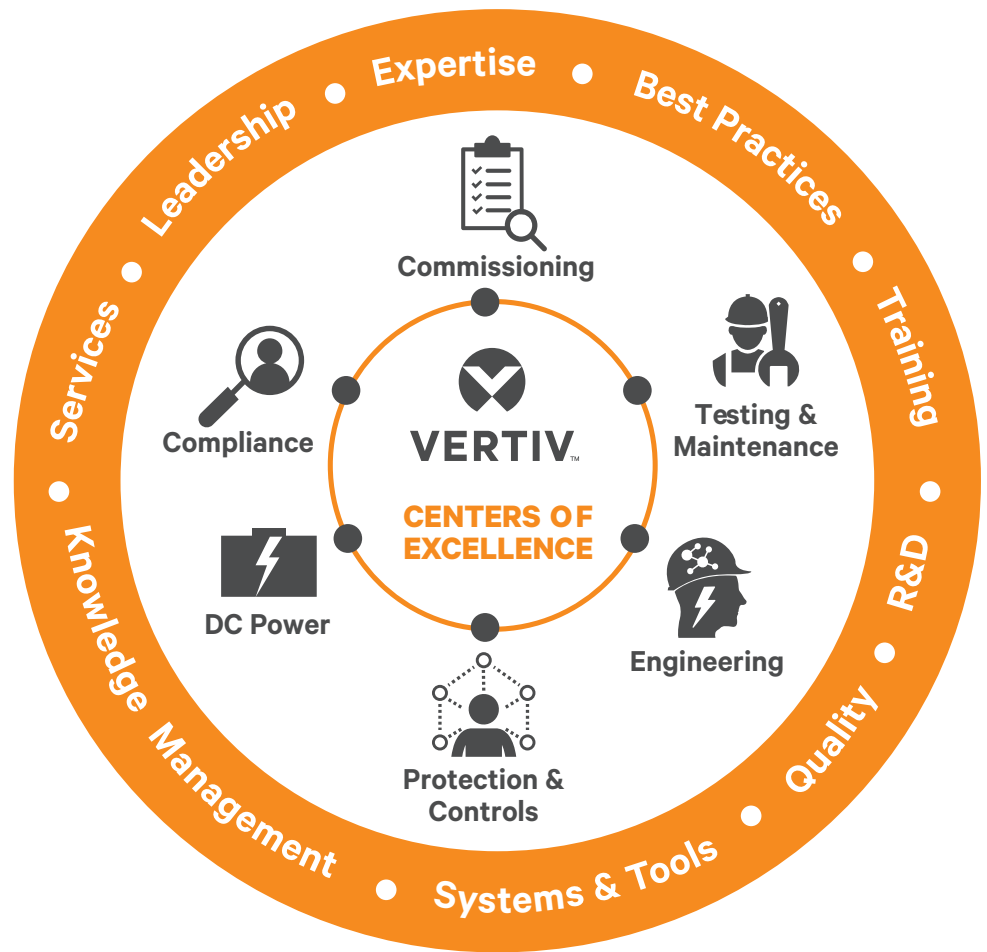 Expertise
Best Practices
Training
R&D
Quality
Systems & Tools
Knowledge Management
Services
Leadership
Commissioning
Testing &
Maintenance
Engineering
Protection &
Controls
DC Power
Compliance
VERTIV™
CENTERS OF
EXCELLENCE